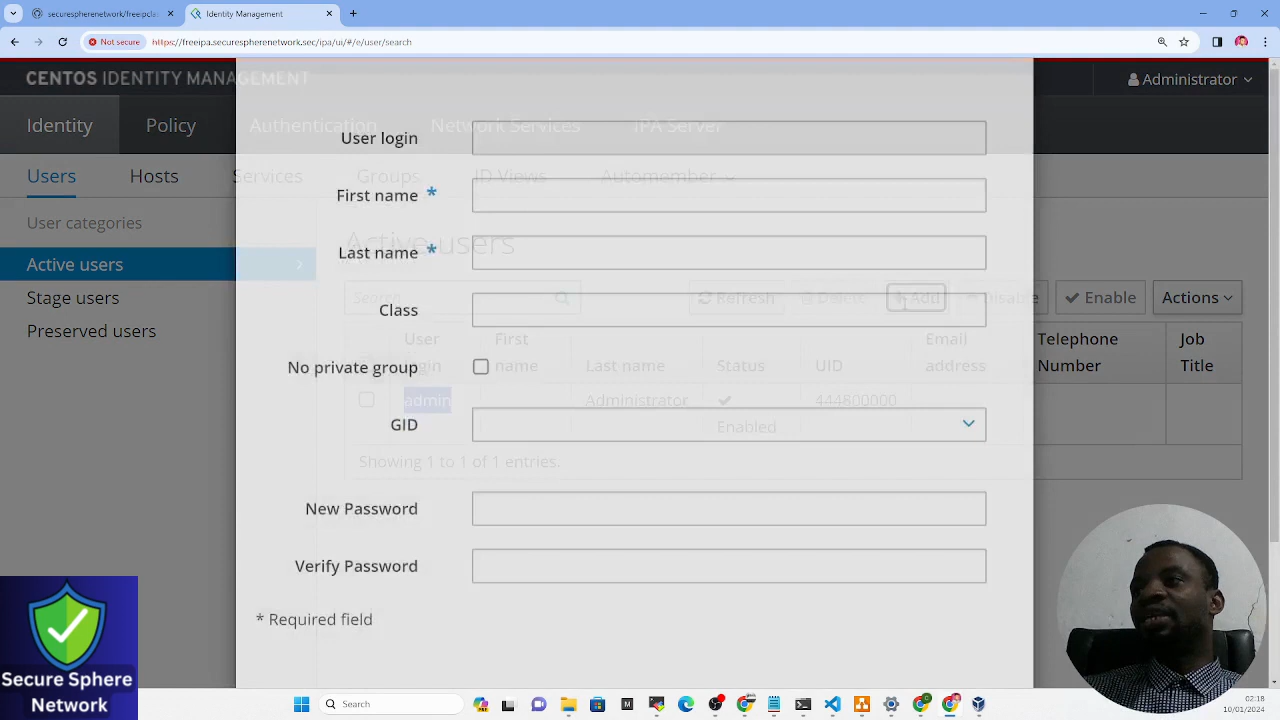 securespherenetwork/s
Identity Management
Not secure
https://freeipa.securespherenetwork.sec/ipa/ui/#/e/user/search
CENTOS IDENTITY MANAGEMENT
Administrator
Identity
Policy
Authentication
Network Services
IPA Server
Users
Hosts
Services
Groups
ID Views
Automember
User categories
Active users
Stage users
Preserved users
Active users
Search
Refresh
Delete
Add
Disable
Enable
Actions
User login
First name
Last name
Status
UID
Email address
Telephone Number
Job Title
admin
Administrator
Enabled
444800000
Showing 1 to 1 of 1 entries.
User login
First name *
Last name *
Class
No private group
GID
New Password
Verify Password
* Required field
Secure Sphere
Network
Search
02:18
10/01/2024